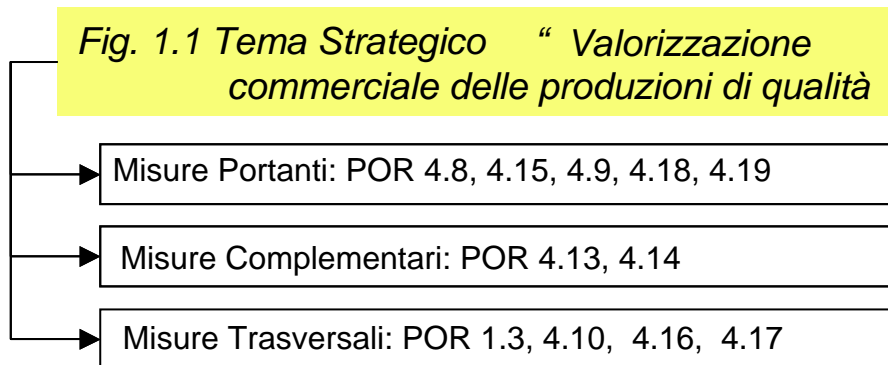 Fig. 1.1 Tema Strategico “ Valorizzazione
commerciale delle produzioni di qualità
Misure Portanti: POR 4.8, 4.15, 4.9, 4.18, 4.19
Misure Complementari: POR 4.13, 4.14
Misure Trasversali: POR 1.3, 4.10, 4.16, 4.17